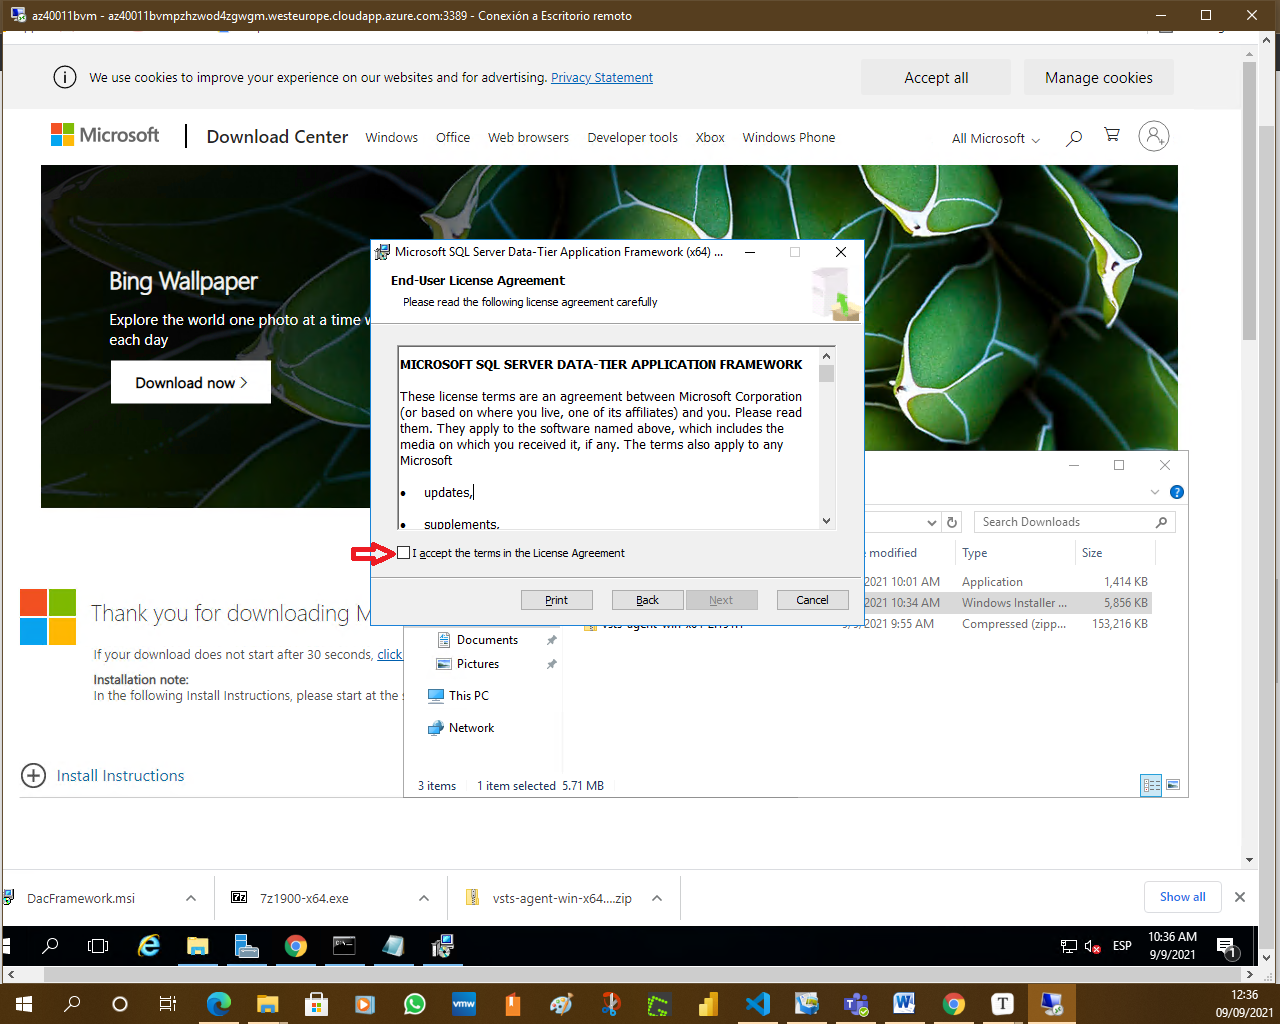 az40011bvm - az40011bvmpzhzwod4zgwgm.westeurope.cloudapp.azure.com:3389 - Conexión a Escritorio remoto
We use cookies to improve your experience on our websites and for advertising. Privacy Statement
Accept all
Manage cookies
Microsoft
Download Center
Windows
Office
Web browsers
Developer tools
Xbox
Windows Phone
All Microsoft
Bing Wallpaper
Explore the world one photo at a time w
each day
Download now
Microsoft SQL Server Data-Tier Application Framework (x64) ...
End-User License Agreement
Please read the following license agreement carefully
MICROSOFT SQL SERVER DATA-TIER APPLICATION FRAMEWORK
These license terms are an agreement between Microsoft Corporation
(or based on where you live, one of its affiliates) and you. Please read
them. They apply to the software named above, which includes the
media on which you received it, if any. The terms also apply to any
Microsoft
• updates,
• supplements,
I accept the terms in the License Agreement
Print
Back
Next
Cancel
Search Downloads
modified
Type
Size
2021 10:01 AM Application 1,414 KB
2021 10:34 AM Windows Installer ... 5,856 KB
2021 9:55 AM Compressed (zipp... 153,216 KB
Documents
Pictures
This PC
Network
3 items
1 item selected 5.71 MB
Thank you for downloading M
If your download does not start after 30 seconds, click
Installation note:
In the following Install Instructions, please start at the
Install Instructions
DacFramework.msi
7z1900-x64.exe
vsts-agent-win-x64....zip
Show all
ESP
10:36 AM
9/9/2021
1
12:36
09/09/2021